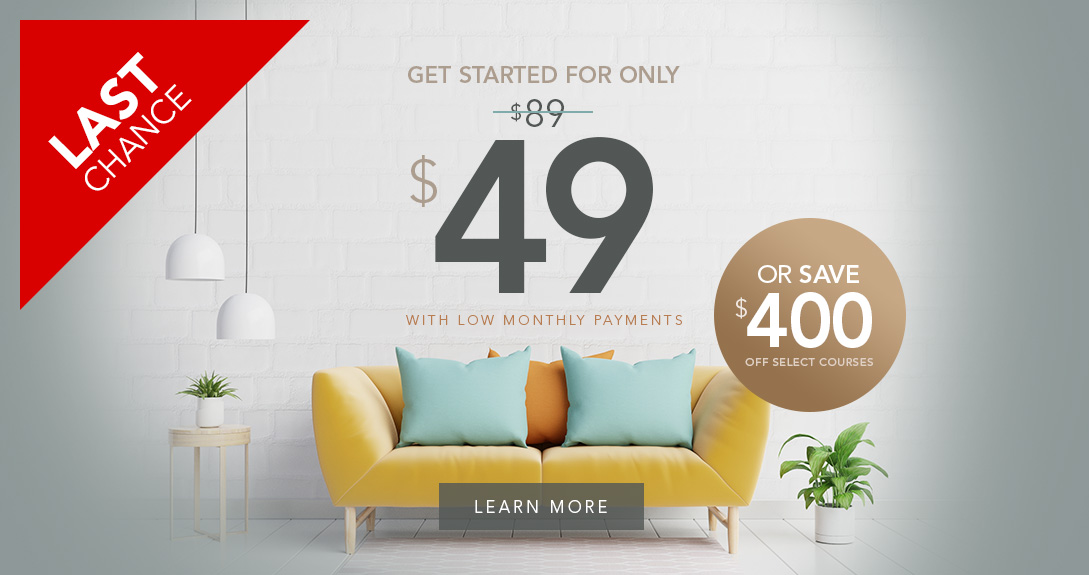 LAST
CHANCE
GET STARTED FOR ONLY
$89
$49
WITH LOW MONTHLY PAYMENTS
OR SAVE
$400
OFF SELECT COURSES
LEARN MORE